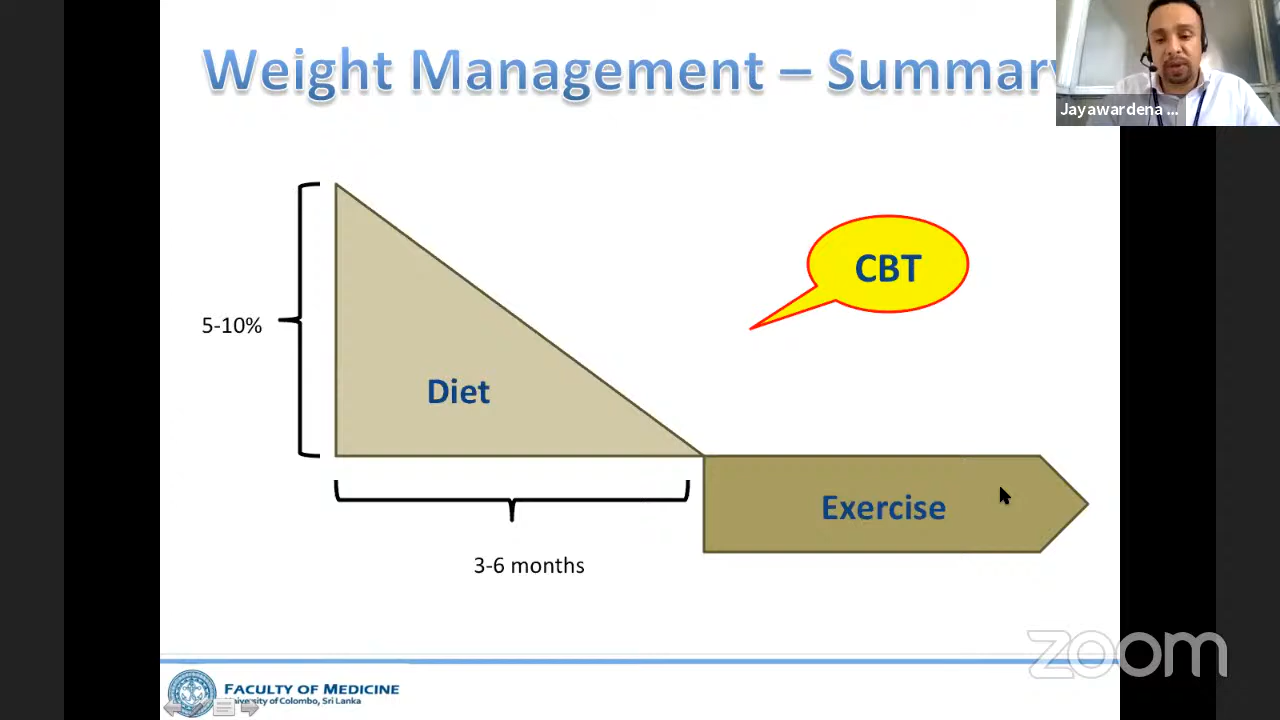 Weight Management – Summary
Jayawardena ...
CBT
5-10%
Diet
Exercise
3-6 months
zoom
FACULTY OF MEDICINE
University of Colombo, Sri Lanka